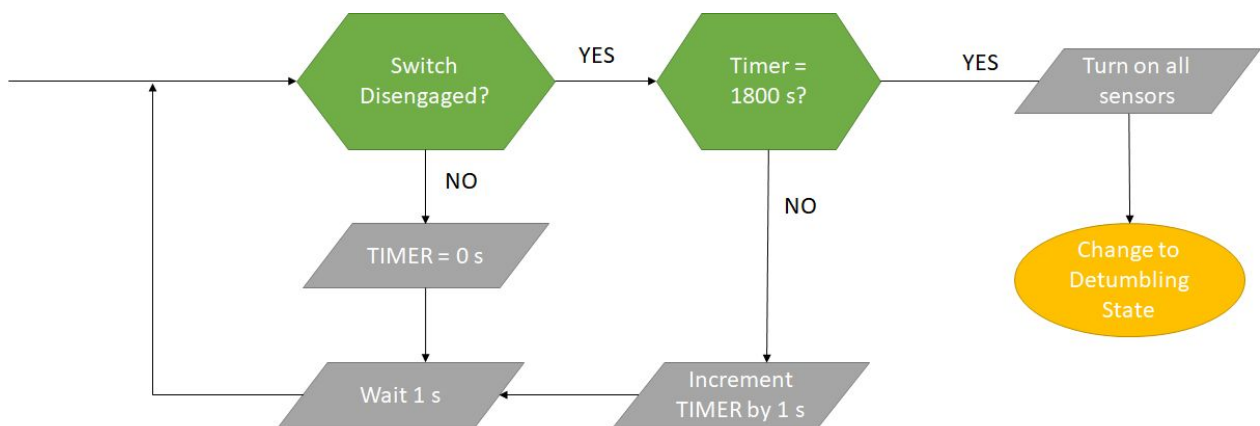 Switch
Disengaged?
YES
Timer =
1800 s?
YES
Turn on all
sensors
NO
NO
TIMER = 0 s
Change to
Detumbling
State
Wait 1 s
Increment
TIMER by 1 s